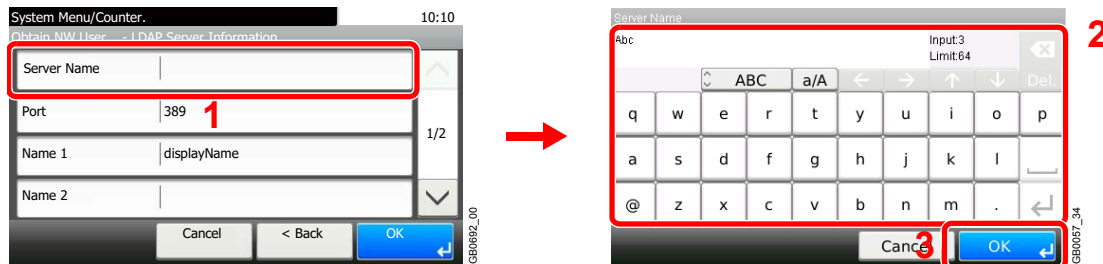 System Menu/Counter.
10:10
Obtain NW User - LDAP Server Information
Server Name
Port
389
1
1/2
Name 1
displayName
Name 2
Cancel
< Back
OK
GB0692_00
Server Name
2
Abc
Input:3
Limit:64
ABC
a/A
Del.
q w e r t y u i o p
a s d f g h j k l
@ z x c v b n m .
Cancel
3
OK
GB0057_34